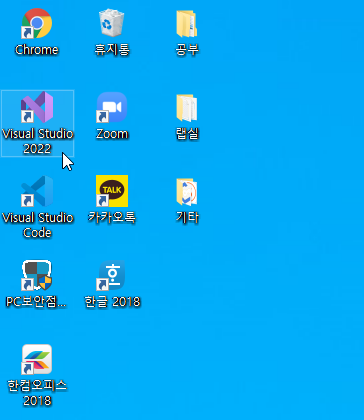 Chrome
휴지통
공부
Visual Studio
2022
Zoom
랩실
Visual Studio
Code
TALK
카카오톡
기타
PC보안점...
한글 2018
한컴오피스
2018